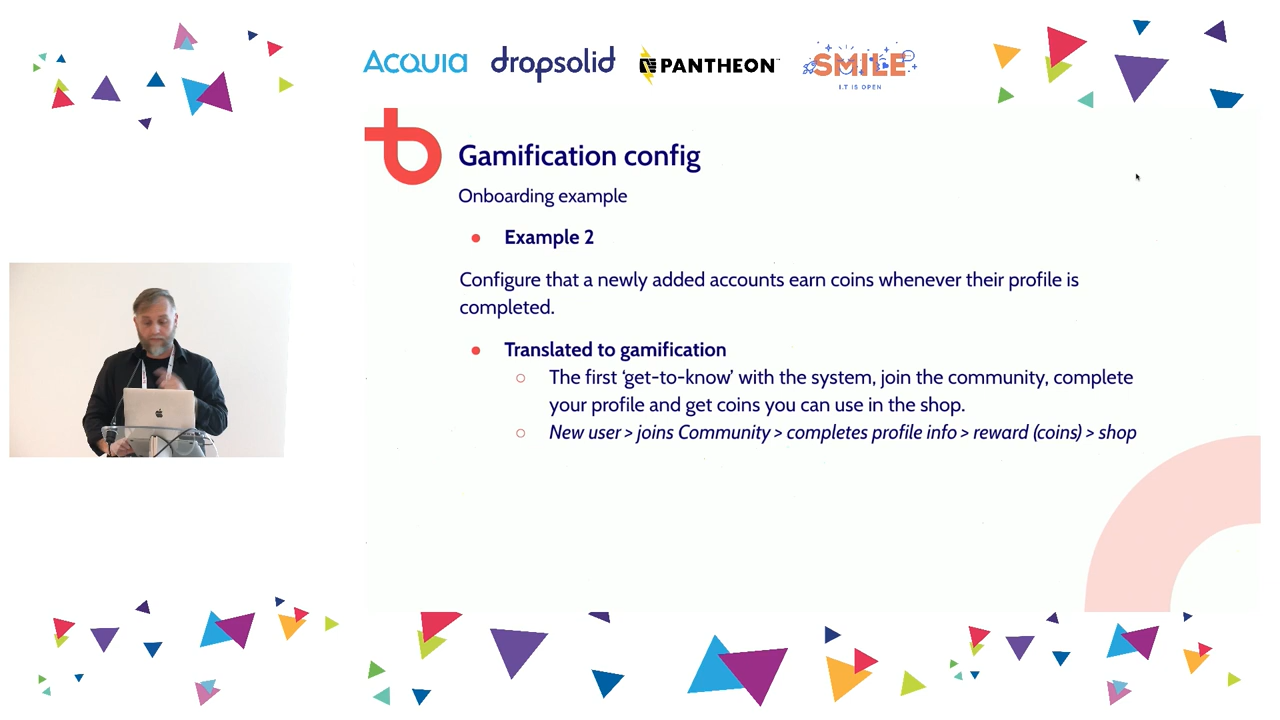 Acquia dropsolid PANTHEON SMILE
I.T IS OPEN
Gamification config
Onboarding example
● Example 2
Configure that a newly added accounts earn coins whenever their profile is
completed.
● Translated to gamification
○ The first ‘get-to-know’ with the system, join the community, complete
your profile and get coins you can use in the shop.
○ New user > joins Community > completes profile info > reward (coins) > shop